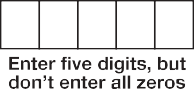 Enter five digits, but
don't enter all zeros